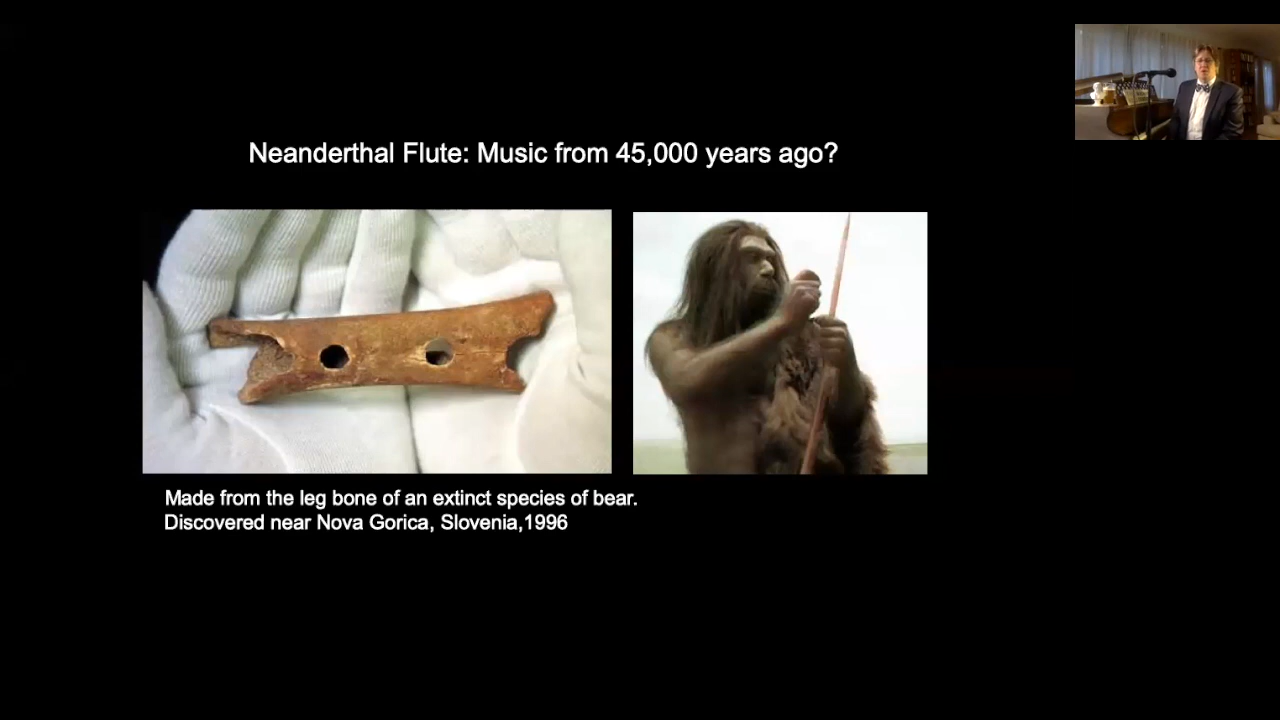 Neanderthal Flute: Music from 45,000 years ago?
Made from the leg bone of an extinct species of bear.
Discovered near Nova Gorica, Slovenia,1996